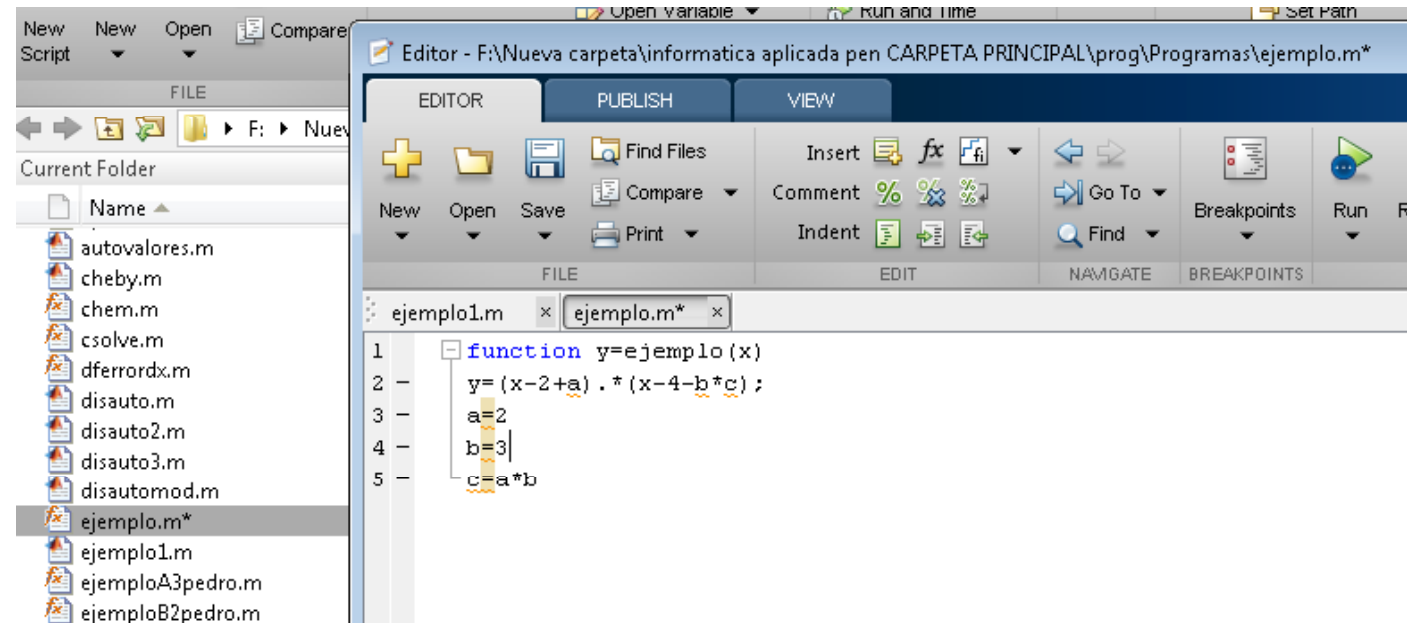 Open Variable Run and Time Set Path
New New Open Compare
Script
FILE
F: Nuev
Current Folder
Name
autovalores.m
cheby.m
chem.m
csolve.m
dferrordx.m
disauto.m
disauto2.m
disauto3.m
disautomod.m
ejemplo.m*
ejemplo1.m
ejemploA3pedro.m
ejemploB2pedro.m
Editor - F:\Nueva carpeta\informatica aplicada pen CARPETA PRINCIPAL\prog\Programas\ejemplo.m*
EDITOR PUBLISH VIEW
Find Files Insert fx fi
Compare Comment % Go To
New Open Save Breakpoints Run R
Print Indent Find
FILE EDIT NAVIGATE BREAKPOINTS
ejemplo1.m × ejemplo.m* ×
1 function y=ejemplo(x)
2 – y=(x-2+a).*(x-4-b*c);
3 – a=2
4 – b=3
5 – c=a*b